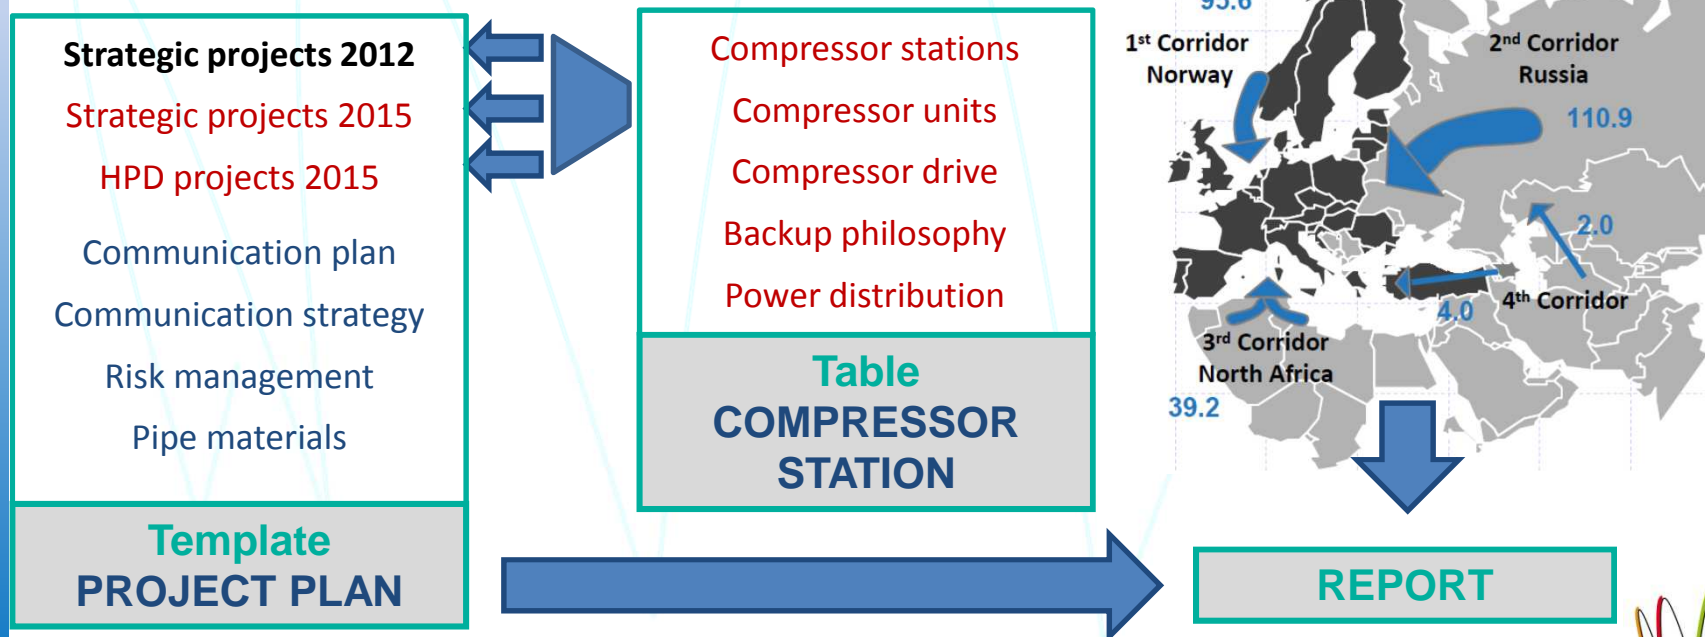 Strategic projects 2012
Strategic projects 2015
HPD projects 2015
Communication plan
Communication strategy
Risk management
Pipe materials
Template
PROJECT PLAN
Compressor stations
Compressor units
Compressor drive
Backup philosophy
Power distribution
Table
COMPRESSOR
STATION
95.6
1st Corridor
Norway
2nd Corridor
Russia
110.9
2.0
4th Corridor
4.0
3rd Corridor
North Africa
39.2
REPORT